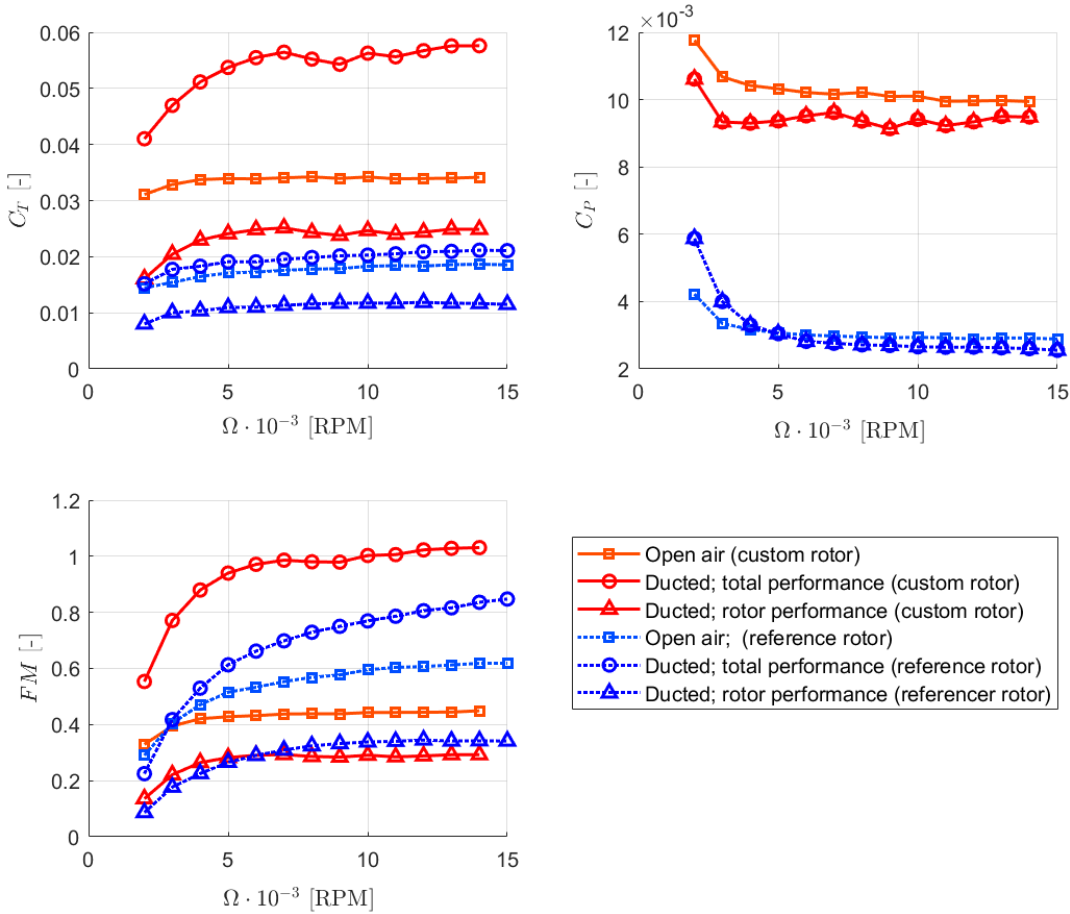 0.06
0.05
0.04
0.03
0.02
0.01
0
C_T [-]
0 5 10 15
Ω · 10⁻³ [RPM]
×10⁻³
12
10
8
6
4
2
C_P [-]
0 5 10 15
Ω · 10⁻³ [RPM]
1.2
1
0.8
0.6
0.4
0.2
0
FM [-]
0 5 10 15
Ω · 10⁻³ [RPM]
Open air (custom rotor)
Ducted; total performance (custom rotor)
Ducted; rotor performance (custom rotor)
Open air;  (reference rotor)
Ducted; total performance (reference rotor)
Ducted; rotor performance (referencer rotor)